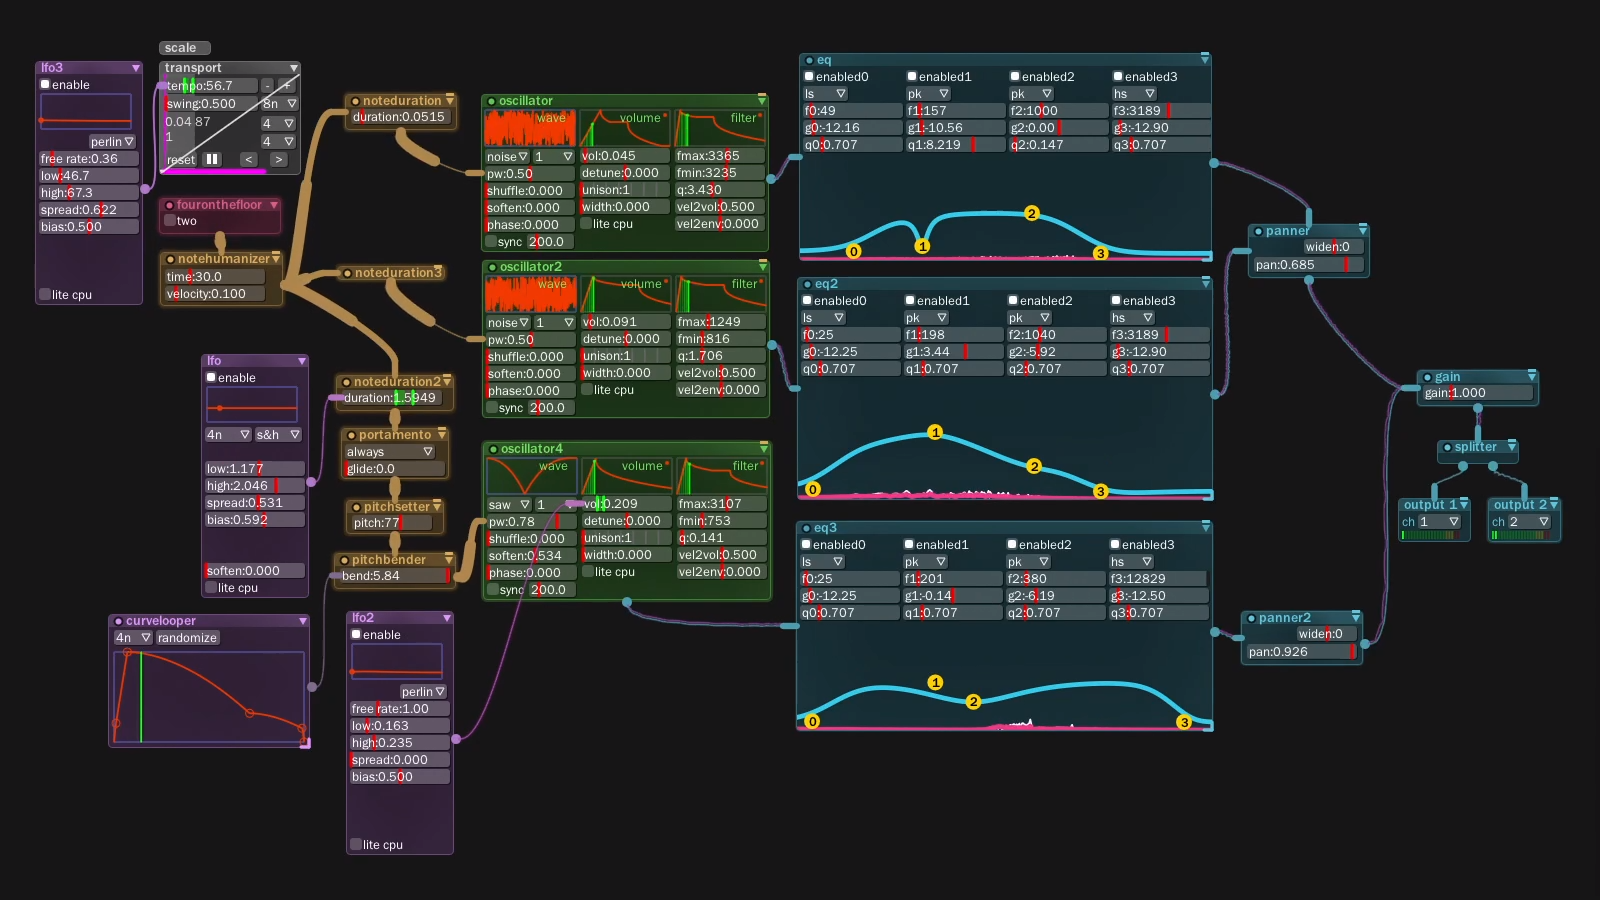 scale
lfo3
enable
perlin
free rate:0.36
low:46.7
high:67.3
spread:0.622
bias:0.500
lite cpu
transport
tempo:56.7
-
+
swing:0.500
8n
0.04 87
4
1
4
reset
<
>
fouronthefloor
two
notehumanizer
time:30.0
velocity:0.100
noteduration
duration:0.0515
noteduration3
lfo
enable
4n
s&h
low:1.177
high:2.046
spread:0.531
bias:0.592
soften:0.000
lite cpu
noteduration2
duration:1.5949
portamento
always
glide:0.0
pitchsetter
pitch:77
pitchbender
bend:5.84
curvelooper
4n
randomize
lfo2
enable
perlin
free rate:1.00
low:0.163
high:0.235
spread:0.000
bias:0.500
lite cpu
oscillator
wave
volume
filter
noise
1
vol:0.045
fmax:3365
pw:0.50
detune:0.000
fmin:3235
shuffle:0.000
unison:1
q:3.430
soften:0.000
width:0.000
vel2vol:0.500
phase:0.000
lite cpu
vel2env:0.000
sync
200.0
oscillator2
wave
volume
filter
noise
1
vol:0.091
fmax:1249
pw:0.50
detune:0.000
fmin:816
shuffle:0.000
unison:1
q:1.706
soften:0.000
width:0.000
vel2vol:0.500
phase:0.000
lite cpu
vel2env:0.000
sync
200.0
oscillator4
wave
volume
filter
saw
1
vol:0.209
fmax:3107
pw:0.78
detune:0.000
fmin:753
shuffle:0.000
unison:1
q:0.141
soften:0.534
width:0.000
vel2vol:0.500
phase:0.000
lite cpu
vel2env:0.000
sync
200.0
eq
enabled0
enabled1
enabled2
enabled3
ls
pk
pk
hs
f0:49
f1:157
f2:1000
f3:3189
g0:-12.16
g1:-10.56
g2:0.00
g3:-12.90
q0:0.707
q1:8.219
q2:0.147
q3:0.707
0
1
2
3
eq2
enabled0
enabled1
enabled2
enabled3
ls
pk
pk
hs
f0:25
f1:198
f2:1040
f3:3189
g0:-12.25
g1:3.44
g2:-5.92
g3:-12.90
q0:0.707
q1:0.707
q2:0.707
q3:0.707
0
1
2
3
eq3
enabled0
enabled1
enabled2
enabled3
ls
pk
pk
hs
f0:25
f1:201
f2:380
f3:12829
g0:-12.25
g1:-0.14
g2:-6.19
g3:-12.50
q0:0.707
q1:0.707
q2:0.707
q3:0.707
0
1
2
3
panner
widen:0
pan:0.685
panner2
widen:0
pan:0.926
gain
gain:1.000
splitter
output 1
ch 1
output 2
ch 2